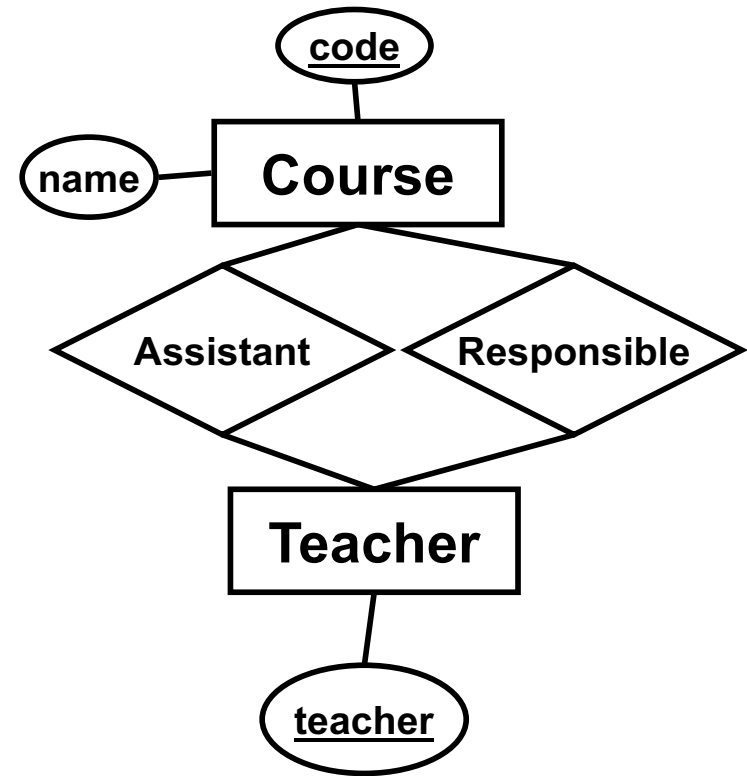 code
name
Course
Assistant
Responsible
Teacher
teacher